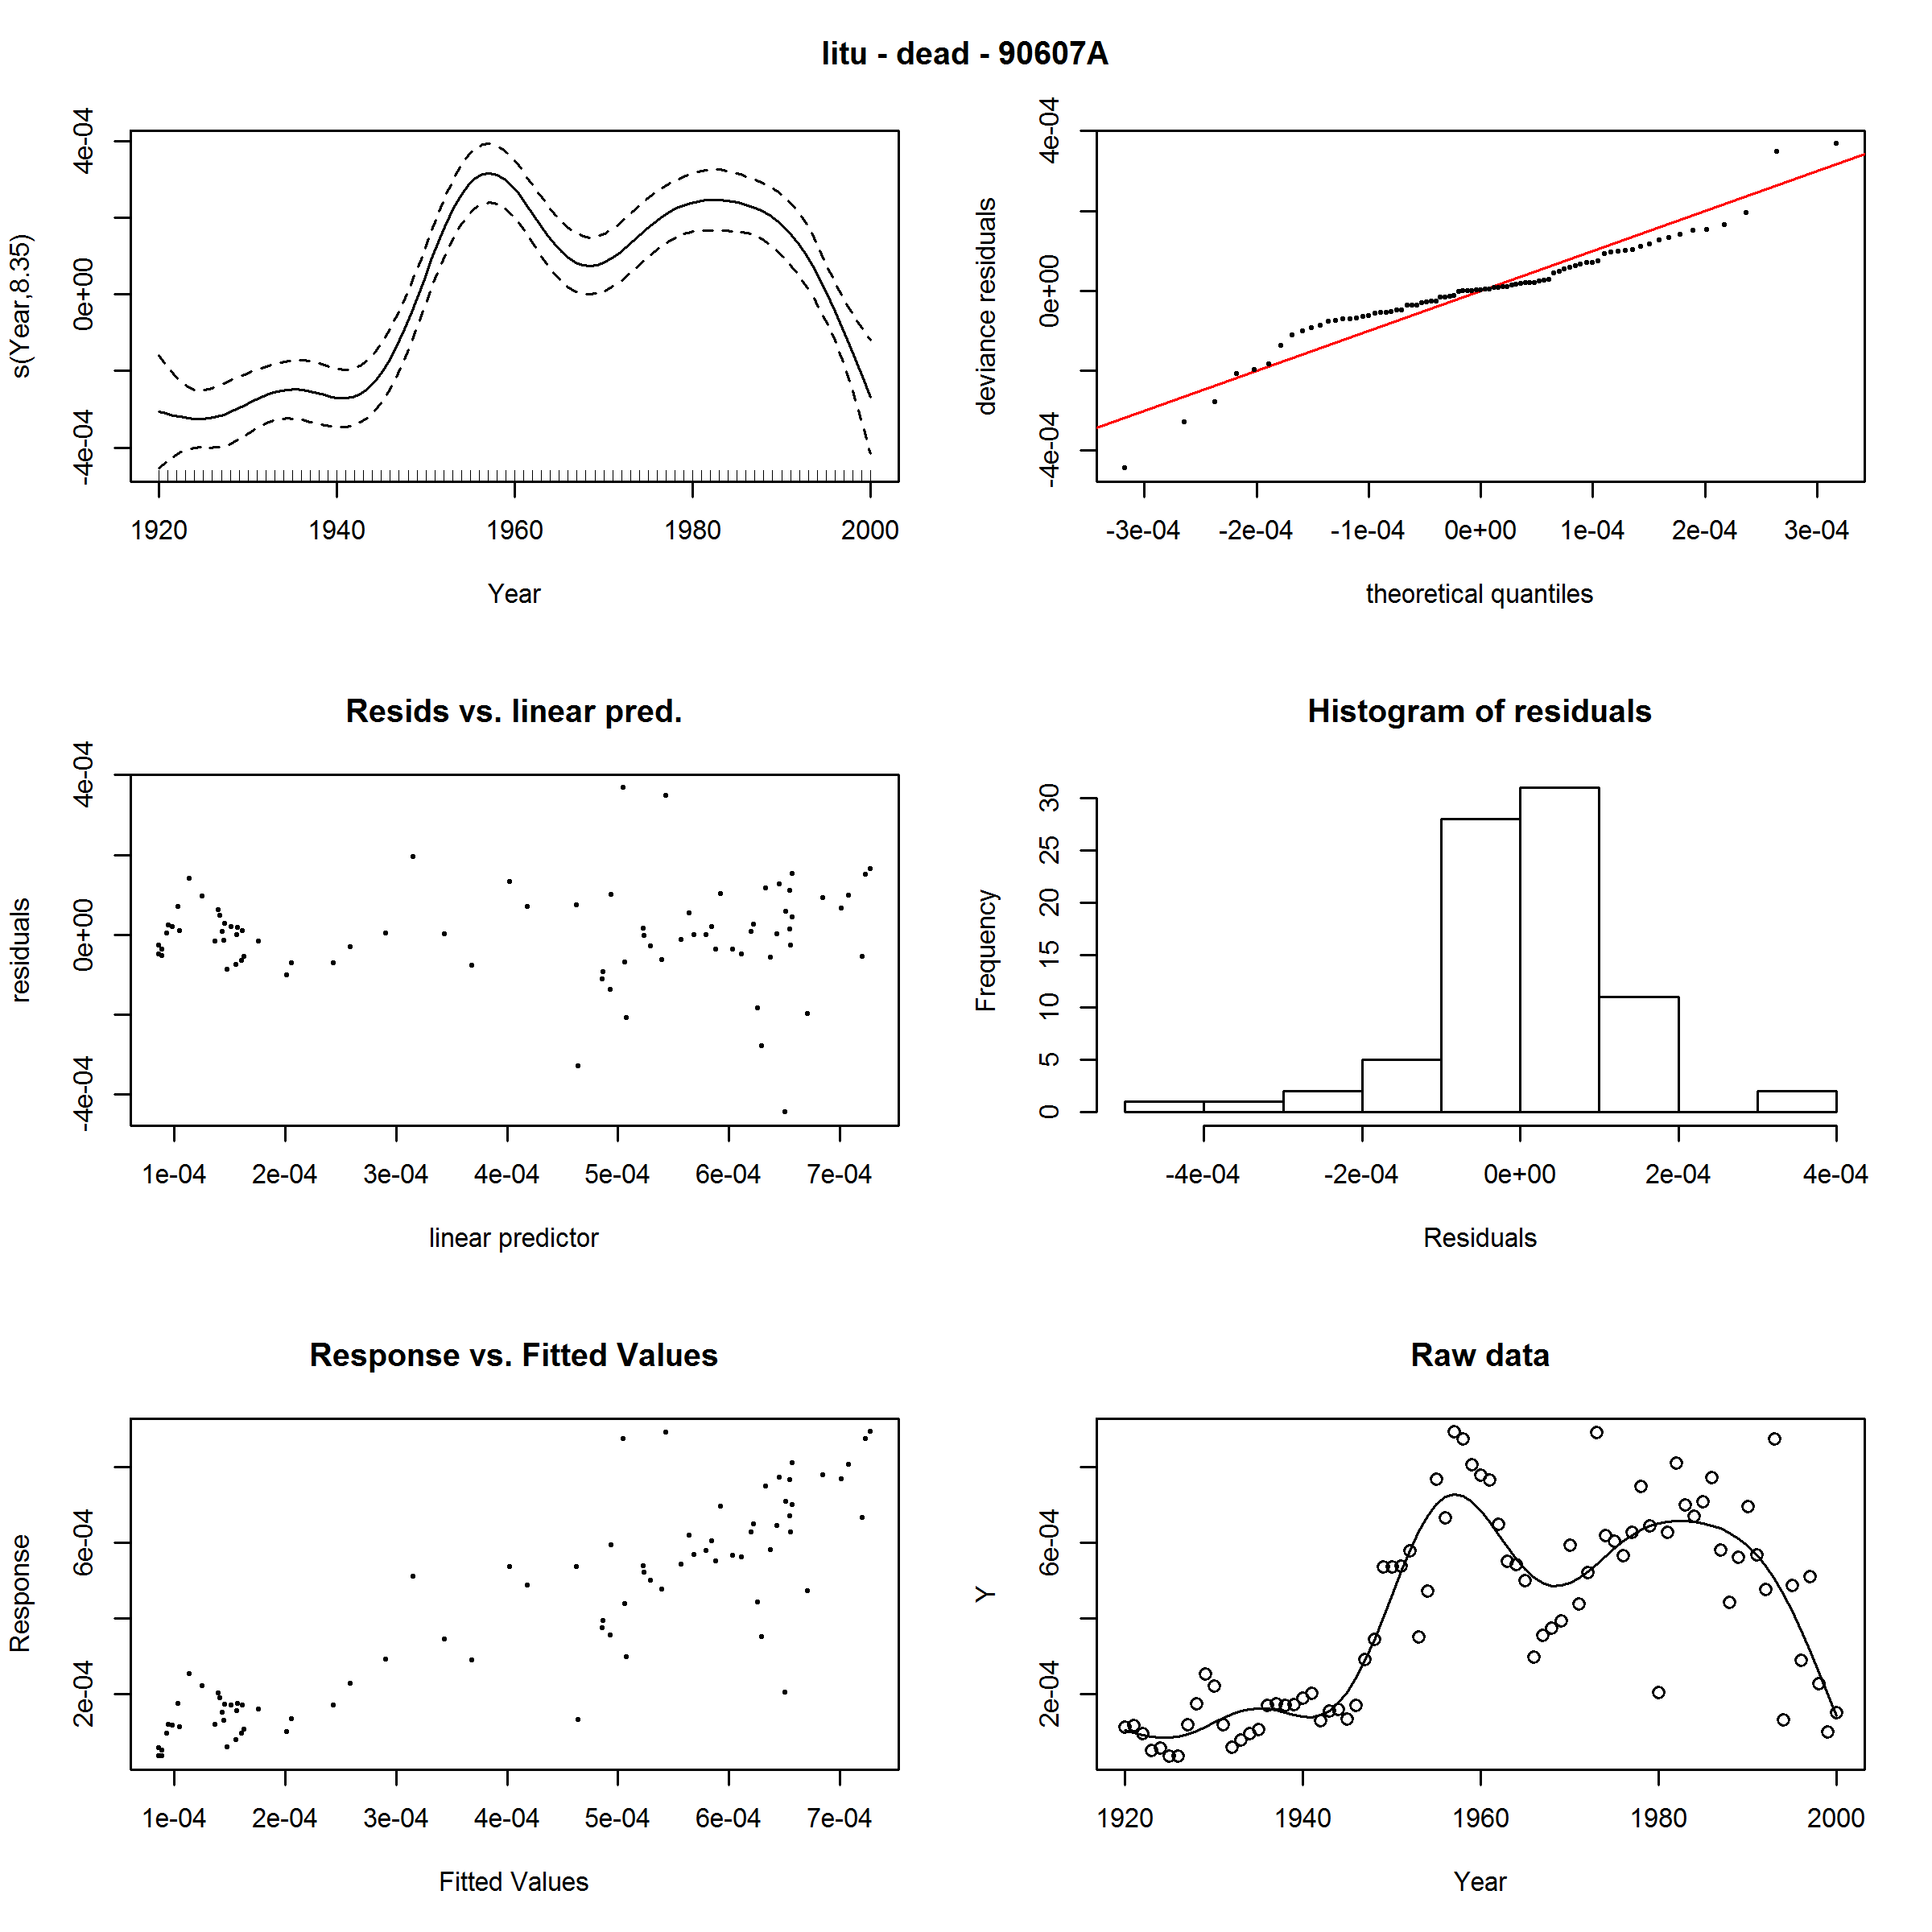 litu - dead - 90607A
s(Year,8.35)
-4e-04 0e+00 4e-04
1920 1940 1960 1980 2000
Year
deviance residuals
-4e-04 0e+00 4e-04
-3e-04 -2e-04 -1e-04 0e+00 1e-04 2e-04 3e-04
theoretical quantiles
Resids vs. linear pred.
residuals
-4e-04 0e+00 4e-04
1e-04 2e-04 3e-04 4e-04 5e-04 6e-04 7e-04
linear predictor
Histogram of residuals
Frequency
0 5 10 15 20 25 30
-4e-04 -2e-04 0e+00 2e-04 4e-04
Residuals
Response vs. Fitted Values
Response
2e-04 6e-04
1e-04 2e-04 3e-04 4e-04 5e-04 6e-04 7e-04
Fitted Values
Raw data
Y
2e-04 6e-04
1920 1940 1960 1980 2000
Year